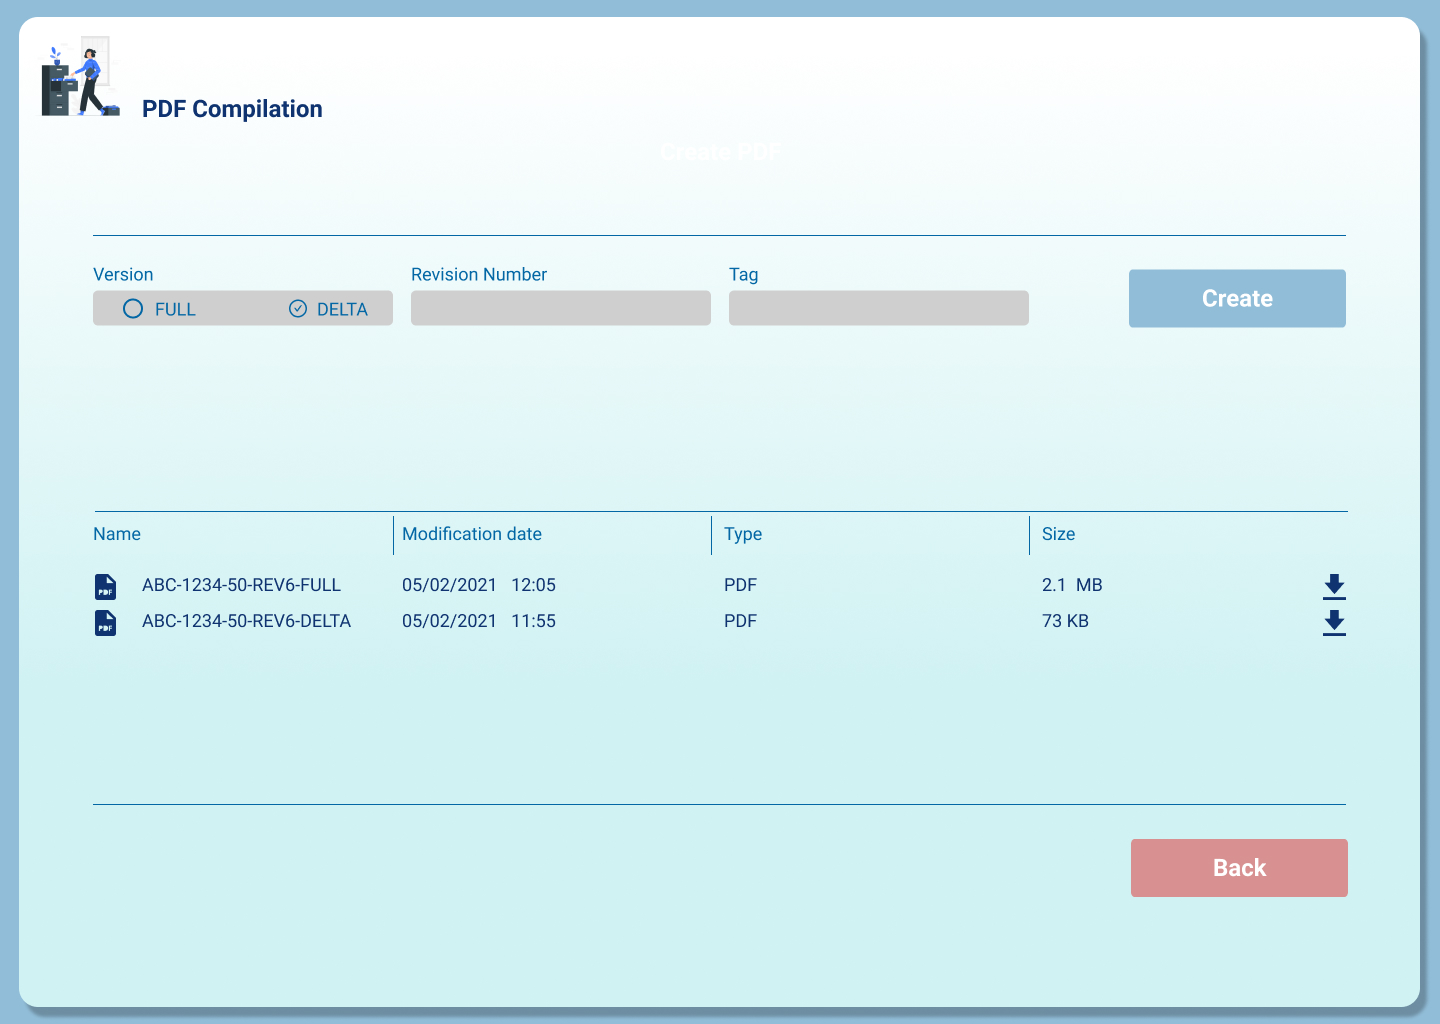 PDF Compilation
Create PDF
Version
Revision Number
Tag
FULL
DELTA
Create
Name
Modification date
Type
Size
PDF
ABC-1234-50-REV6-FULL
05/02/2021 12:05
PDF
2.1 MB
PDF
ABC-1234-50-REV6-DELTA
05/02/2021 11:55
PDF
73 KB
Back